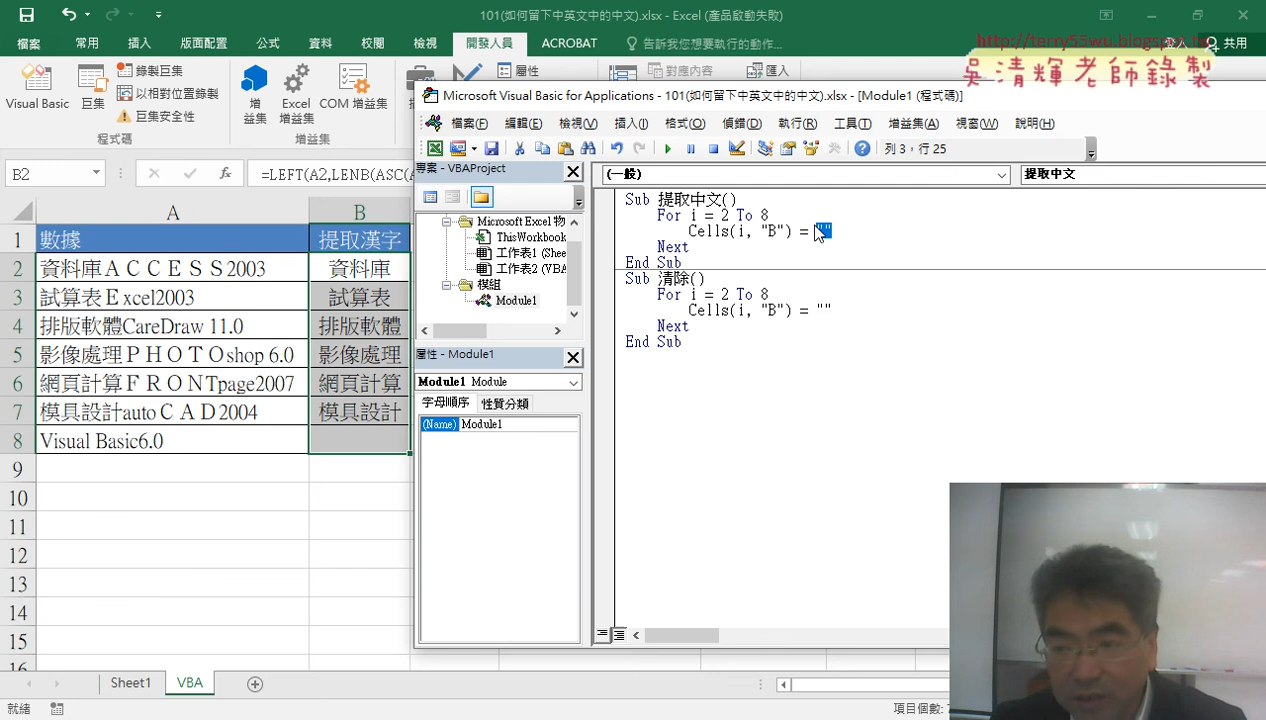 101(如何留下中英文中的中文).xlsx - Excel (產品啟動失敗)
http://terry55wu.blogspot.tw
吳清輝老師錄製
檔案 常用 插入 版面配置 公式 資料 校閱 檢視 開發人員 ACROBAT 告訴我您想要執行的動作... 登入 共用
Visual Basic 巨集 錄製巨集
以相對位置錄製
巨集安全性
增益集 Excel 增益集 COM 增益集
屬性 對應內容 匯入
程式碼 增益集
B2 fx =LEFT(A2,LENB(ASC(A
A B
1 數據 提取漢字
2 資料庫ＡＣＣＥＳＳ2003 資料庫
3 試算表Ｅxcel2003 試算表
4 排版軟體CareDraw 11.0 排版軟體
5 影像處理ＰＨＯＴＯshop 6.0 影像處理
6 網頁計算ＦＲＯＮＴpage2007 網頁計算
7 模具設計autoＣＡＤ2004 模具設計
8 Visual Basic6.0
9
10
11
12
13
14
15
16
Sheet1 VBA
就緒
項目個數:
Microsoft Visual Basic for Applications - 101(如何留下中英文中的中文).xlsx - [Module1 (程式碼)]
檔案(F) 編輯(E) 檢視(V) 插入(I) 格式(O) 偵錯(D) 執行(R) 工具(T) 增益集(A) 視窗(W) 說明(H)
列 3，行 25
專案 - VBAProject
Microsoft Excel 物
ThisWorkbook
工作表1 (Shee
工作表2 (VBA
模組
Module1
屬性 - Module1
Module1 Module
字母順序 性質分類
(Name) Module1
(一般) 提取中文
Sub 提取中文()
For i = 2 To 8
Cells(i, "B") = ""
Next
End Sub
Sub 清除()
For i = 2 To 8
Cells(i, "B") = ""
Next
End Sub